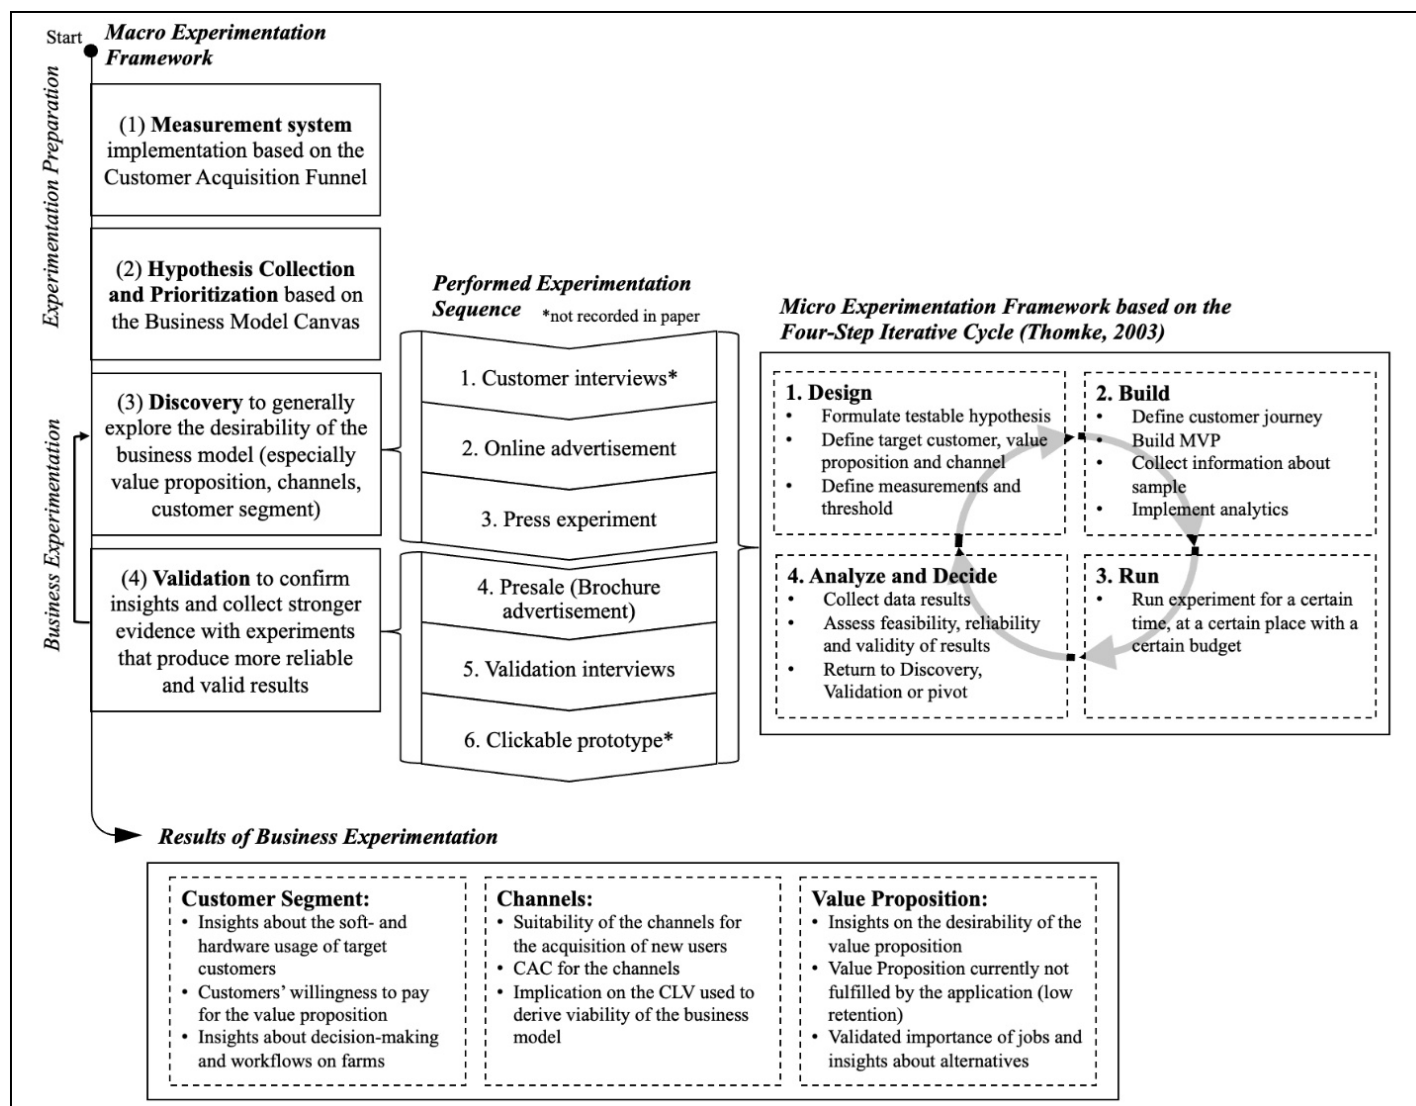 Start
Macro Experimentation
Framework
Experimentation Preparation
(1) Measurement system
implementation based on the
Customer Acquisition Funnel
(2) Hypothesis Collection
and Prioritization based on
the Business Model Canvas
Business Experimentation
(3) Discovery to generally
explore the desirability of the
business model (especially
value proposition, channels,
customer segment)
(4) Validation to confirm
insights and collect stronger
evidence with experiments
that produce more reliable
and valid results
Performed Experimentation
Sequence *not recorded in paper
1. Customer interviews*
2. Online advertisement
3. Press experiment
4. Presale (Brochure
advertisement)
5. Validation interviews
6. Clickable prototype*
Micro Experimentation Framework based on the
Four-Step Iterative Cycle (Thomke, 2003)
1. Design
• Formulate testable hypothesis
• Define target customer, value
proposition and channel
• Define measurements and
threshold
2. Build
• Define customer journey
• Build MVP
• Collect information about
sample
• Implement analytics
4. Analyze and Decide
• Collect data results
• Assess feasibility, reliability
and validity of results
• Return to Discovery,
Validation or pivot
3. Run
• Run experiment for a certain
time, at a certain place with a
certain budget
Results of Business Experimentation
Customer Segment:
• Insights about the soft- and
hardware usage of target
customers
• Customers’ willingness to pay
for the value proposition
• Insights about decision-making
and workflows on farms
Channels:
• Suitability of the channels for
the acquisition of new users
• CAC for the channels
• Implication on the CLV used to
derive viability of the business
model
Value Proposition:
• Insights on the desirability of the
value proposition
• Value Proposition currently not
fulfilled by the application (low
retention)
• Validated importance of jobs and
insights about alternatives